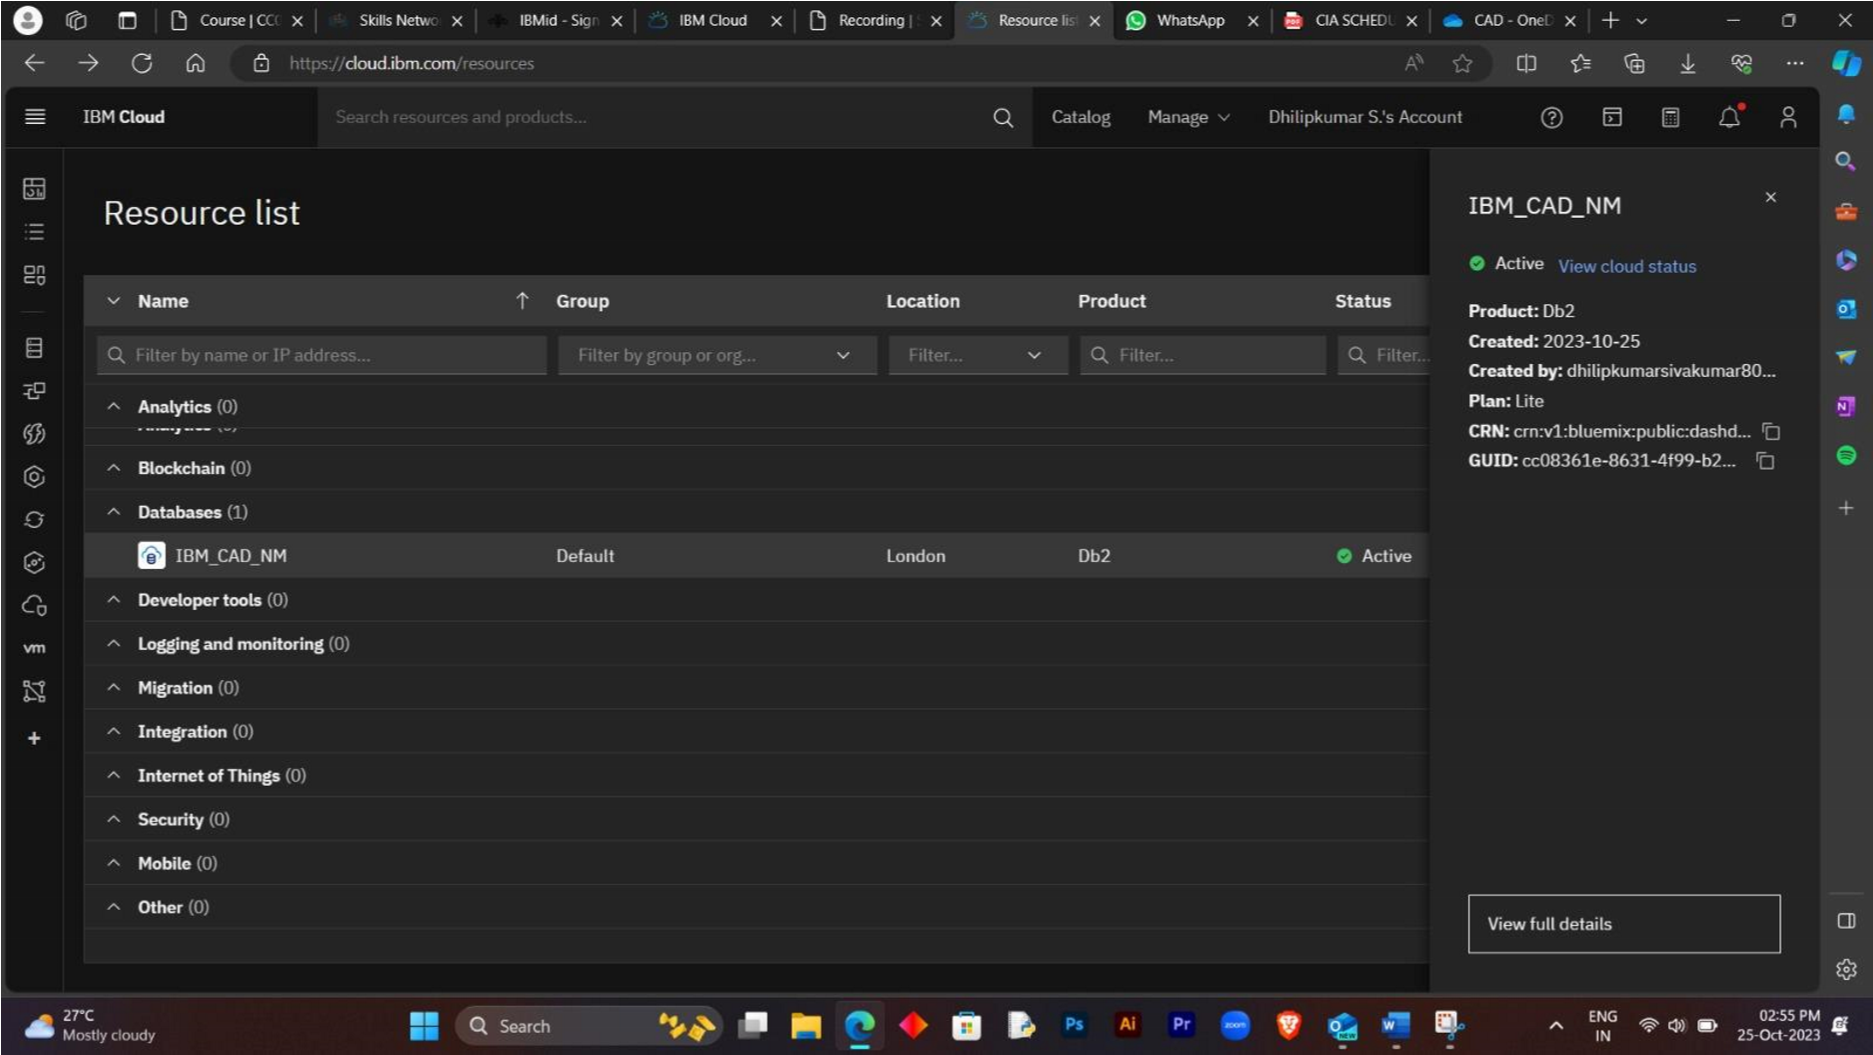 Course | CC
Skills Netwo
IBMid - Sign
IBM Cloud
Recording |
Resource lis
WhatsApp
CIA SCHEDU
CAD - OneD
https://cloud.ibm.com/resources
IBM Cloud
Search resources and products...
Catalog
Manage
Dhilipkumar S.'s Account
Resource list
Name
Group
Location
Product
Status
Filter by name or IP address...
Filter by group or org...
Filter...
Filter...
Filter...
Analytics (0)
Blockchain (0)
Databases (1)
IBM_CAD_NM
Default
London
Db2
Active
Developer tools (0)
Logging and monitoring (0)
Migration (0)
Integration (0)
Internet of Things (0)
Security (0)
Mobile (0)
Other (0)
vm
IBM_CAD_NM
Active View cloud status
Product: Db2
Created: 2023-10-25
Created by: dhilipkumarsivakumar80...
Plan: Lite
CRN: crn:v1:bluemix:public:dashd...
GUID: cc08361e-8631-4f99-b2...
View full details
27°C
Mostly cloudy
Search
Ps
Ai
Pr
zoom
ENG
IN
02:55 PM
25-Oct-2023